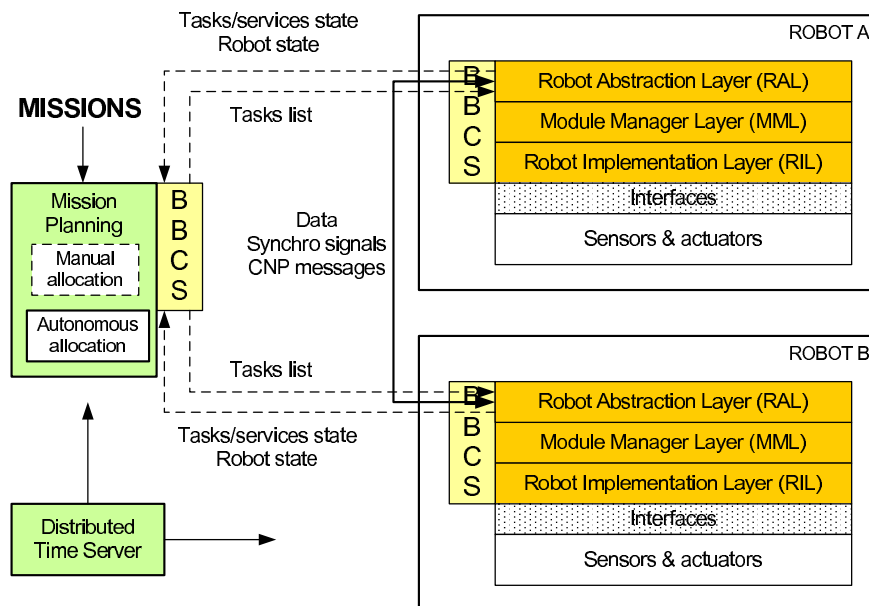 Tasks/services state
Robot state
ROBOT A
B
B
C
S
Robot Abstraction Layer (RAL)
Module Manager Layer (MML)
Robot Implementation Layer (RIL)
Interfaces
Sensors & actuators
MISSIONS
Tasks list
Mission
Planning
Manual
allocation
Autonomous
allocation
B
B
C
S
Data
Synchro signals
CNP messages
Tasks list
Tasks/services state
Robot state
ROBOT B
B
B
C
S
Robot Abstraction Layer (RAL)
Module Manager Layer (MML)
Robot Implementation Layer (RIL)
Interfaces
Sensors & actuators
Distributed
Time Server